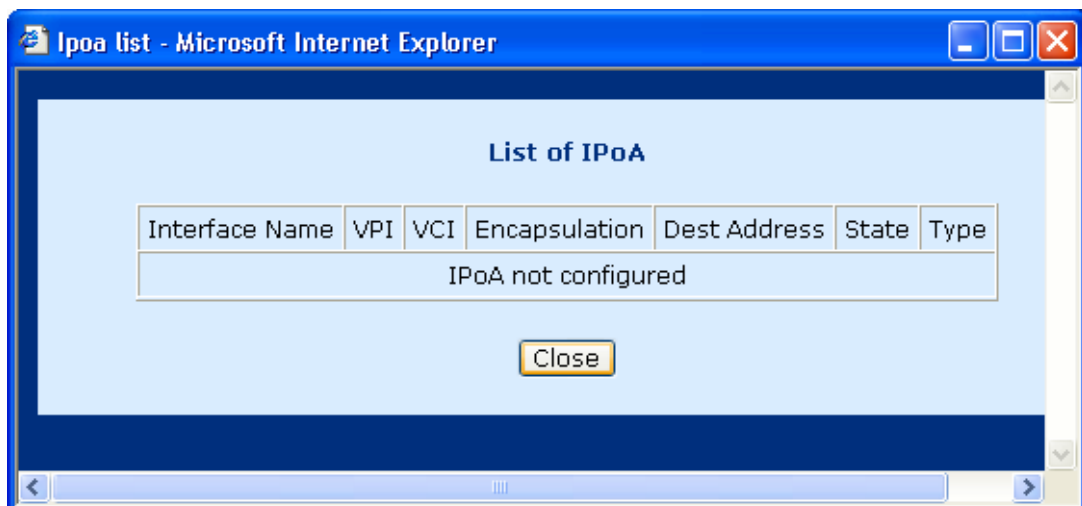 Ipoa list - Microsoft Internet Explorer
List of IPoA
Interface Name VPI VCI Encapsulation Dest Address State Type
IPoA not configured
Close